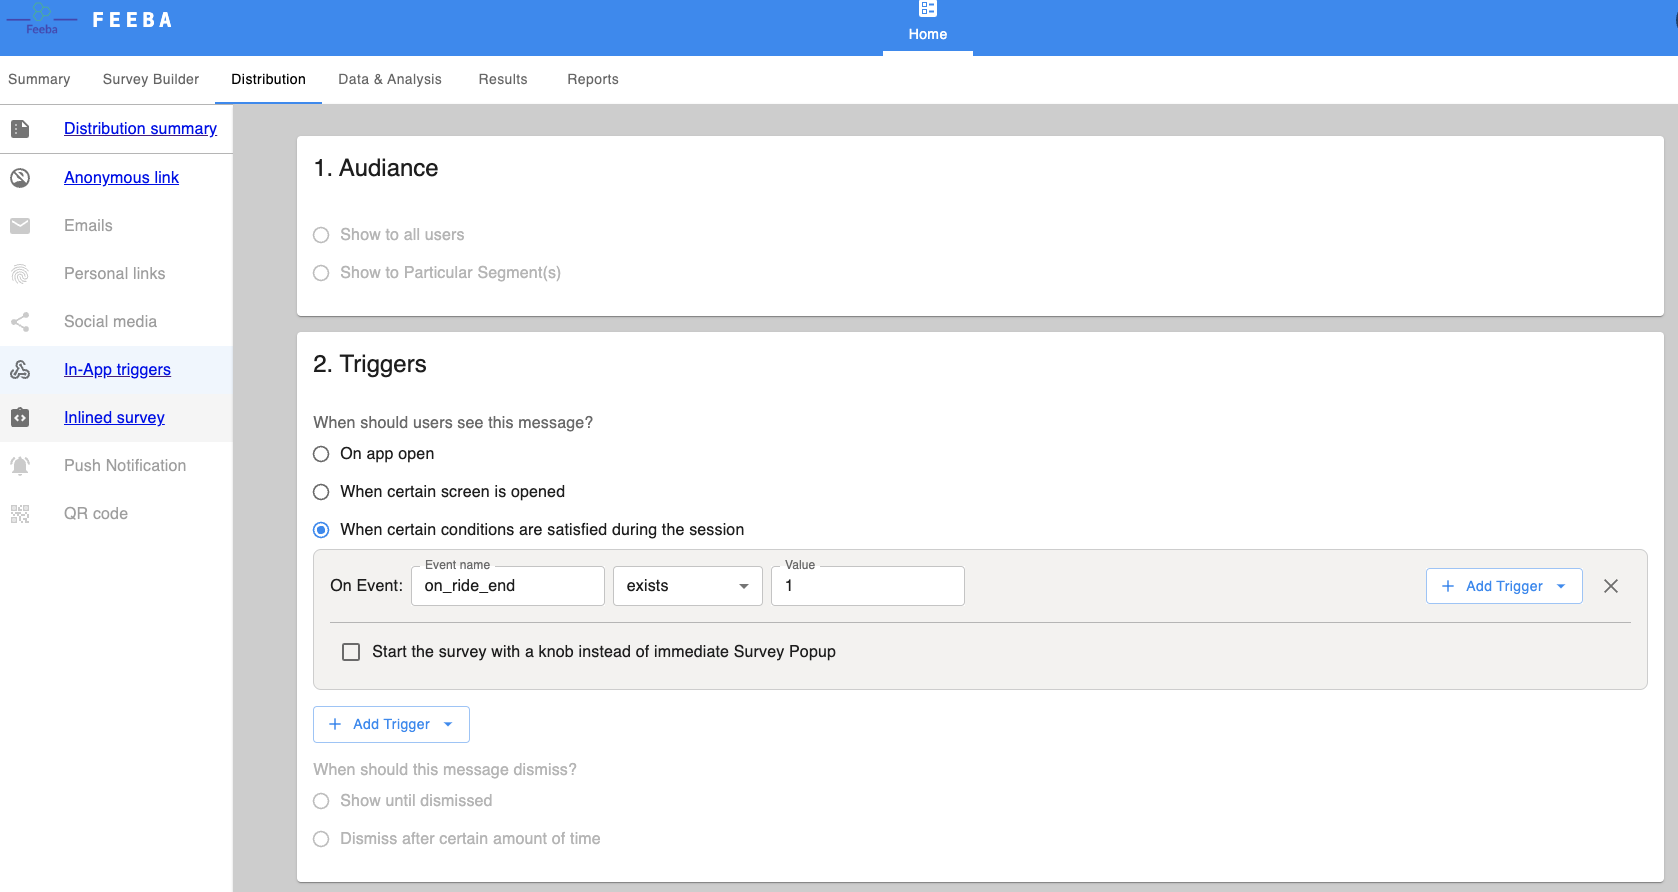 Feeba
FEEBA
Home
Summary
Survey Builder
Distribution
Data & Analysis
Results
Reports
Distribution summary
Anonymous link
Emails
Personal links
Social media
In-App triggers
Inlined survey
Push Notification
QR code
1. Audiance
Show to all users
Show to Particular Segment(s)
2. Triggers
When should users see this message?
On app open
When certain screen is opened
When certain conditions are satisfied during the session
Event name
Value
On Event: on_ride_end exists 1 + Add Trigger
Start the survey with a knob instead of immediate Survey Popup
+ Add Trigger
When should this message dismiss?
Show until dismissed
Dismiss after certain amount of time